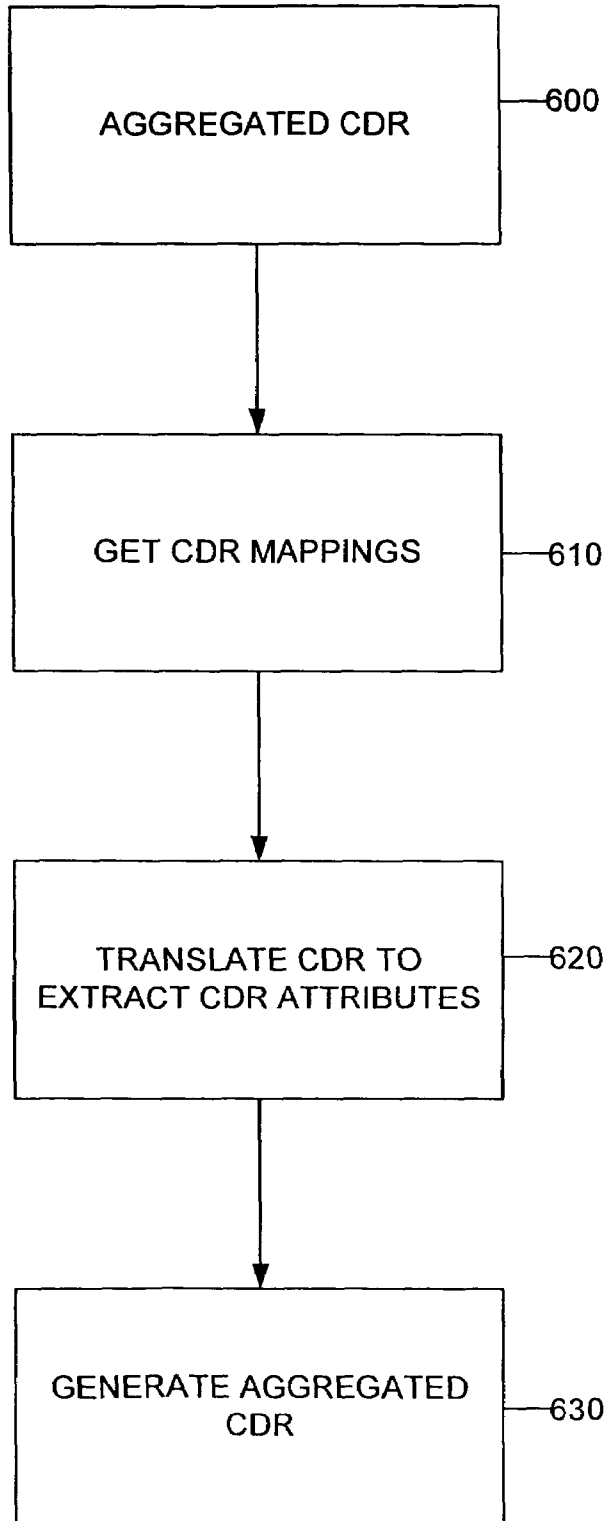 AGGREGATED CDR
600
GET CDR MAPPINGS
610
TRANSLATE CDR TO
EXTRACT CDR ATTRIBUTES
620
GENERATE AGGREGATED
CDR
630